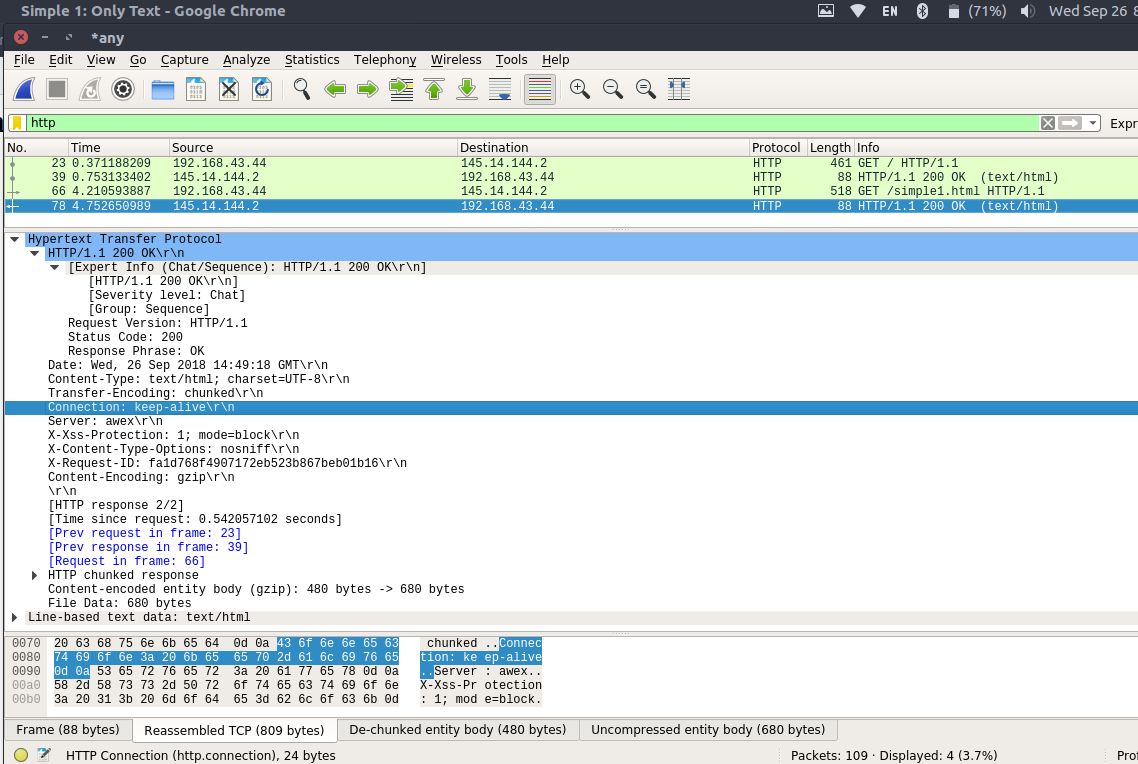 Simple 1: Only Text - Google Chrome EN (71%) Wed Sep 26 8
*any
File Edit View Go Capture Analyze Statistics Telephony Wireless Tools Help
http Expr
No. Time Source Destination Protocol Length Info
23 0.371188209 192.168.43.44 145.14.144.2 HTTP 461 GET / HTTP/1.1
39 0.753133402 145.14.144.2 192.168.43.44 HTTP 88 HTTP/1.1 200 OK (text/html)
66 4.210593887 192.168.43.44 145.14.144.2 HTTP 518 GET /simple1.html HTTP/1.1
78 4.752650989 145.14.144.2 192.168.43.44 HTTP 88 HTTP/1.1 200 OK (text/html)
Hypertext Transfer Protocol
HTTP/1.1 200 OK\r\n
[Expert Info (Chat/Sequence): HTTP/1.1 200 OK\r\n]
[HTTP/1.1 200 OK\r\n]
[Severity level: Chat]
[Group: Sequence]
Request Version: HTTP/1.1
Status Code: 200
Response Phrase: OK
Date: Wed, 26 Sep 2018 14:49:18 GMT\r\n
Content-Type: text/html; charset=UTF-8\r\n
Transfer-Encoding: chunked\r\n
Connection: keep-alive\r\n
Server: awex\r\n
X-Xss-Protection: 1; mode=block\r\n
X-Content-Type-Options: nosniff\r\n
X-Request-ID: fa1d768f4907172eb523b867beb01b16\r\n
Content-Encoding: gzip\r\n
\r\n
[HTTP response 2/2]
[Time since request: 0.542057102 seconds]
[Prev request in frame: 23]
[Prev response in frame: 39]
[Request in frame: 66]
HTTP chunked response
Content-encoded entity body (gzip): 480 bytes -> 680 bytes
File Data: 680 bytes
Line-based text data: text/html
0070 20 63 68 75 6e 6b 65 64 0d 0a 43 6f 6e 6e 65 63 chunked ..Connec
0080 74 69 6f 6e 3a 20 6b 65 65 70 2d 61 6c 69 76 65 tion: ke ep-alive
0090 0d 0a 53 65 72 76 65 72 3a 20 61 77 65 78 0d 0a ..Server : awex..
00a0 58 2d 58 73 73 2d 50 72 6f 74 65 63 74 69 6f 6e X-Xss-Pr otection
00b0 3a 20 31 3b 20 6d 6f 64 65 3d 62 6c 6f 63 6b 0d : 1; mod e=block.
Frame (88 bytes) Reassembled TCP (809 bytes) De-chunked entity body (480 bytes) Uncompressed entity body (680 bytes)
HTTP Connection (http.connection), 24 bytes Packets: 109 · Displayed: 4 (3.7%) Prof